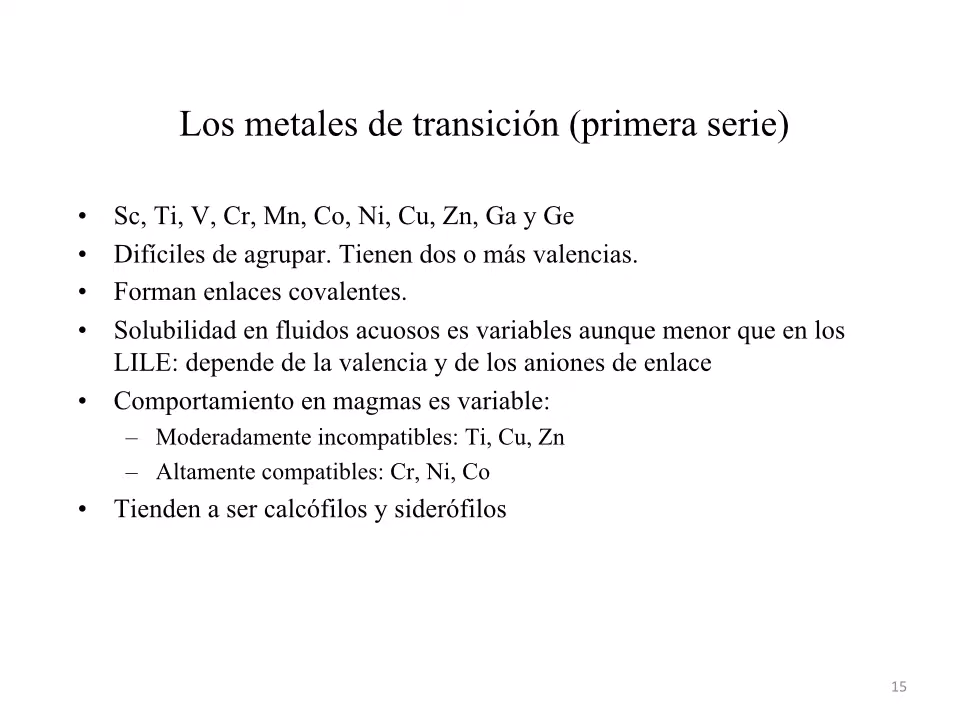 Los metales de transición (primera serie)
• Sc, Ti, V, Cr, Mn, Co, Ni, Cu, Zn, Ga y Ge
• Difíciles de agrupar. Tienen dos o más valencias.
• Forman enlaces covalentes.
• Solubilidad en fluidos acuosos es variables aunque menor que en los
LILE: depende de la valencia y de los aniones de enlace
• Comportamiento en magmas es variable:
– Moderadamente incompatibles: Ti, Cu, Zn
– Altamente compatibles: Cr, Ni, Co
• Tienden a ser calcófilos y siderófilos
15